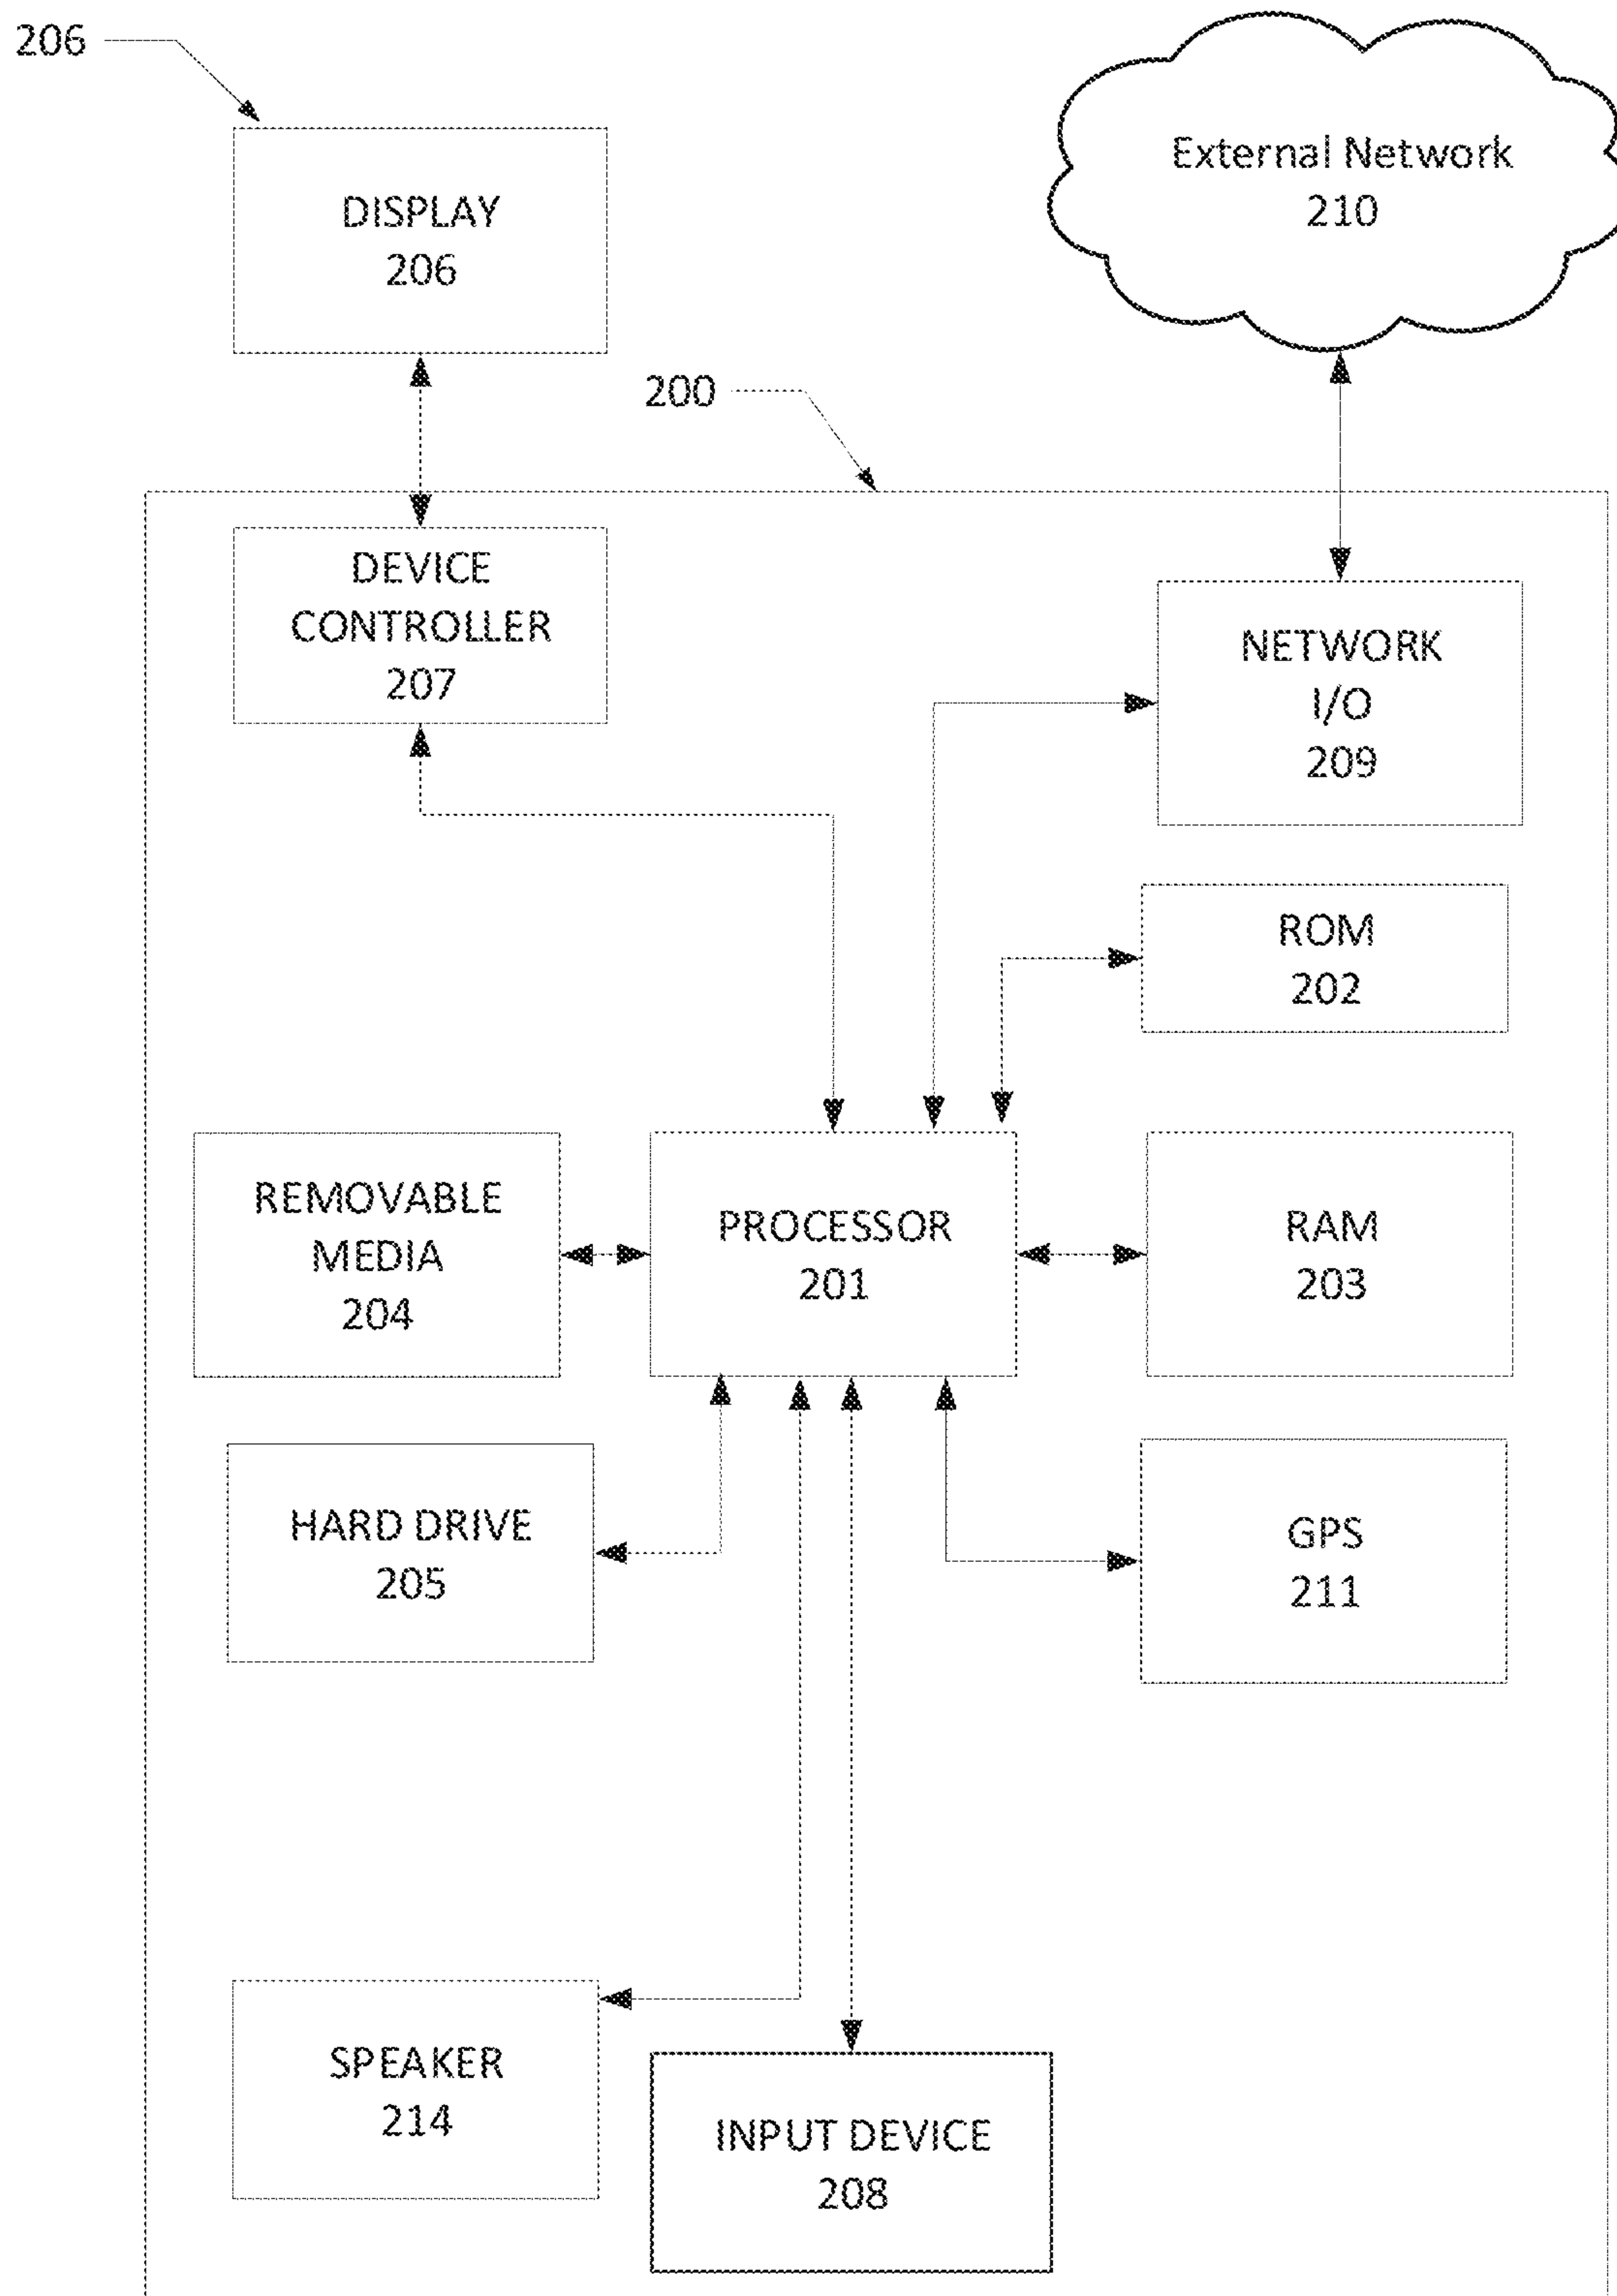 206
External Network
210
DISPLAY
206
200
DEVICE
CONTROLLER
207
NETWORK
I/O
209
ROM
202
REMOVABLE
MEDIA
204
PROCESSOR
201
RAM
203
HARD DRIVE
205
GPS
211
SPEAKER
214
INPUT DEVICE
208